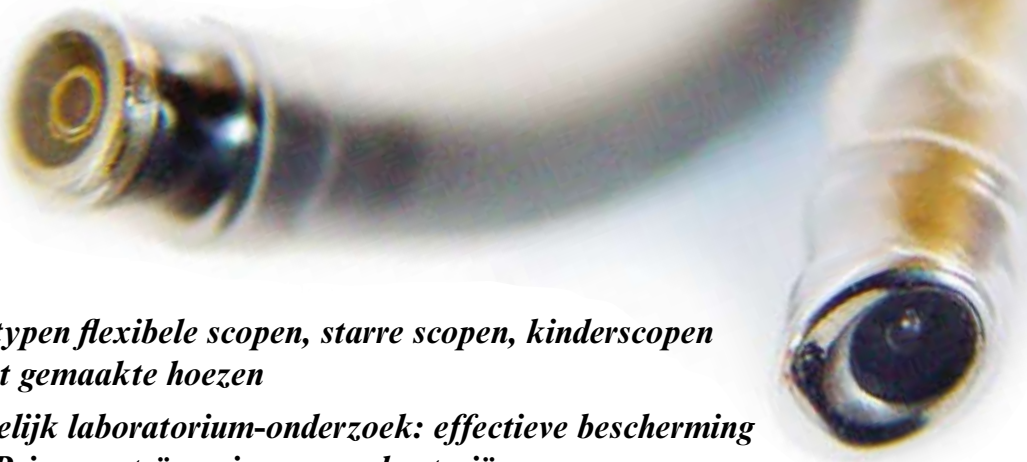 typen flexibele scopen, starre scopen, kinderscopen
t gemaakte hoezen
elijk laboratorium-onderzoek: effectieve bescherming